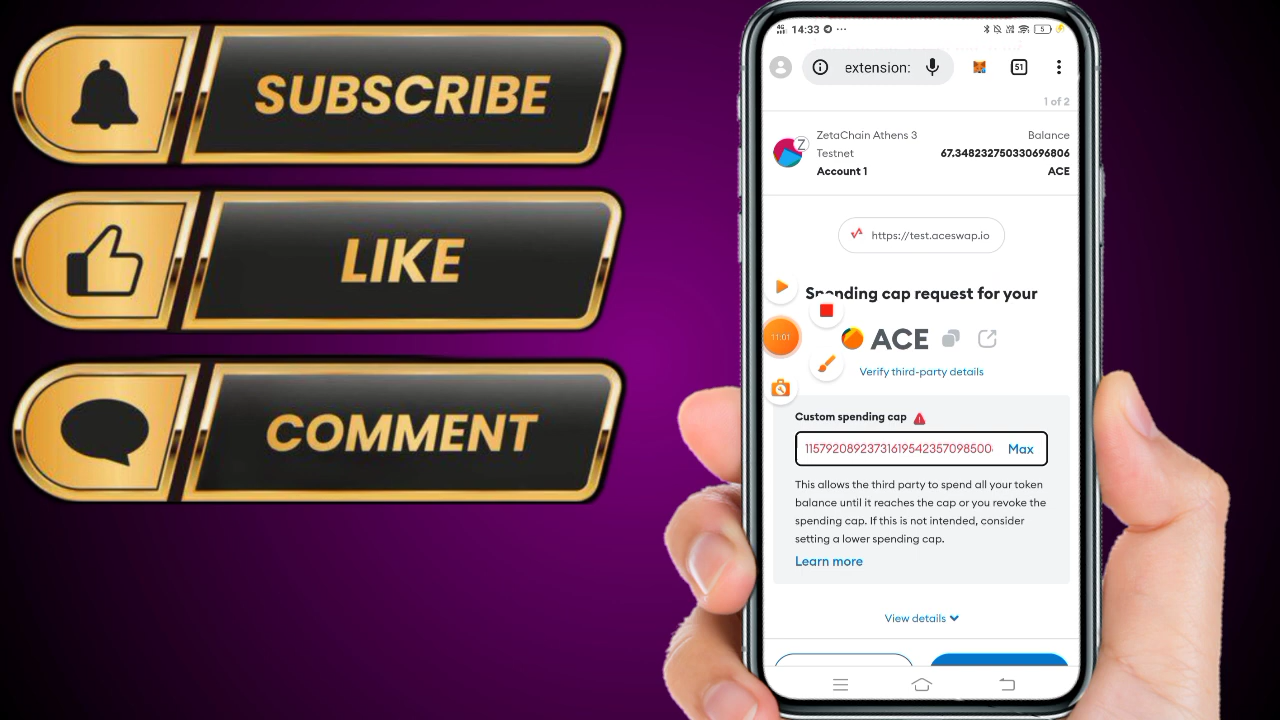 SUBSCRIBE
LIKE
COMMENT
4G
14:33
5
extension:
51
1 of 2
ZetaChain Athens 3
Testnet
Account 1
Balance
67.348232750330696806
ACE
Z
https://test.aceswap.io
Spending cap request for your
ACE
Verify third-party details
11:01
Custom spending cap
11579208923731619542357098500
Max
This allows the third party to spend all your token
balance until it reaches the cap or you revoke the
spending cap. If this is not intended, consider
setting a lower spending cap.
Learn more
View details